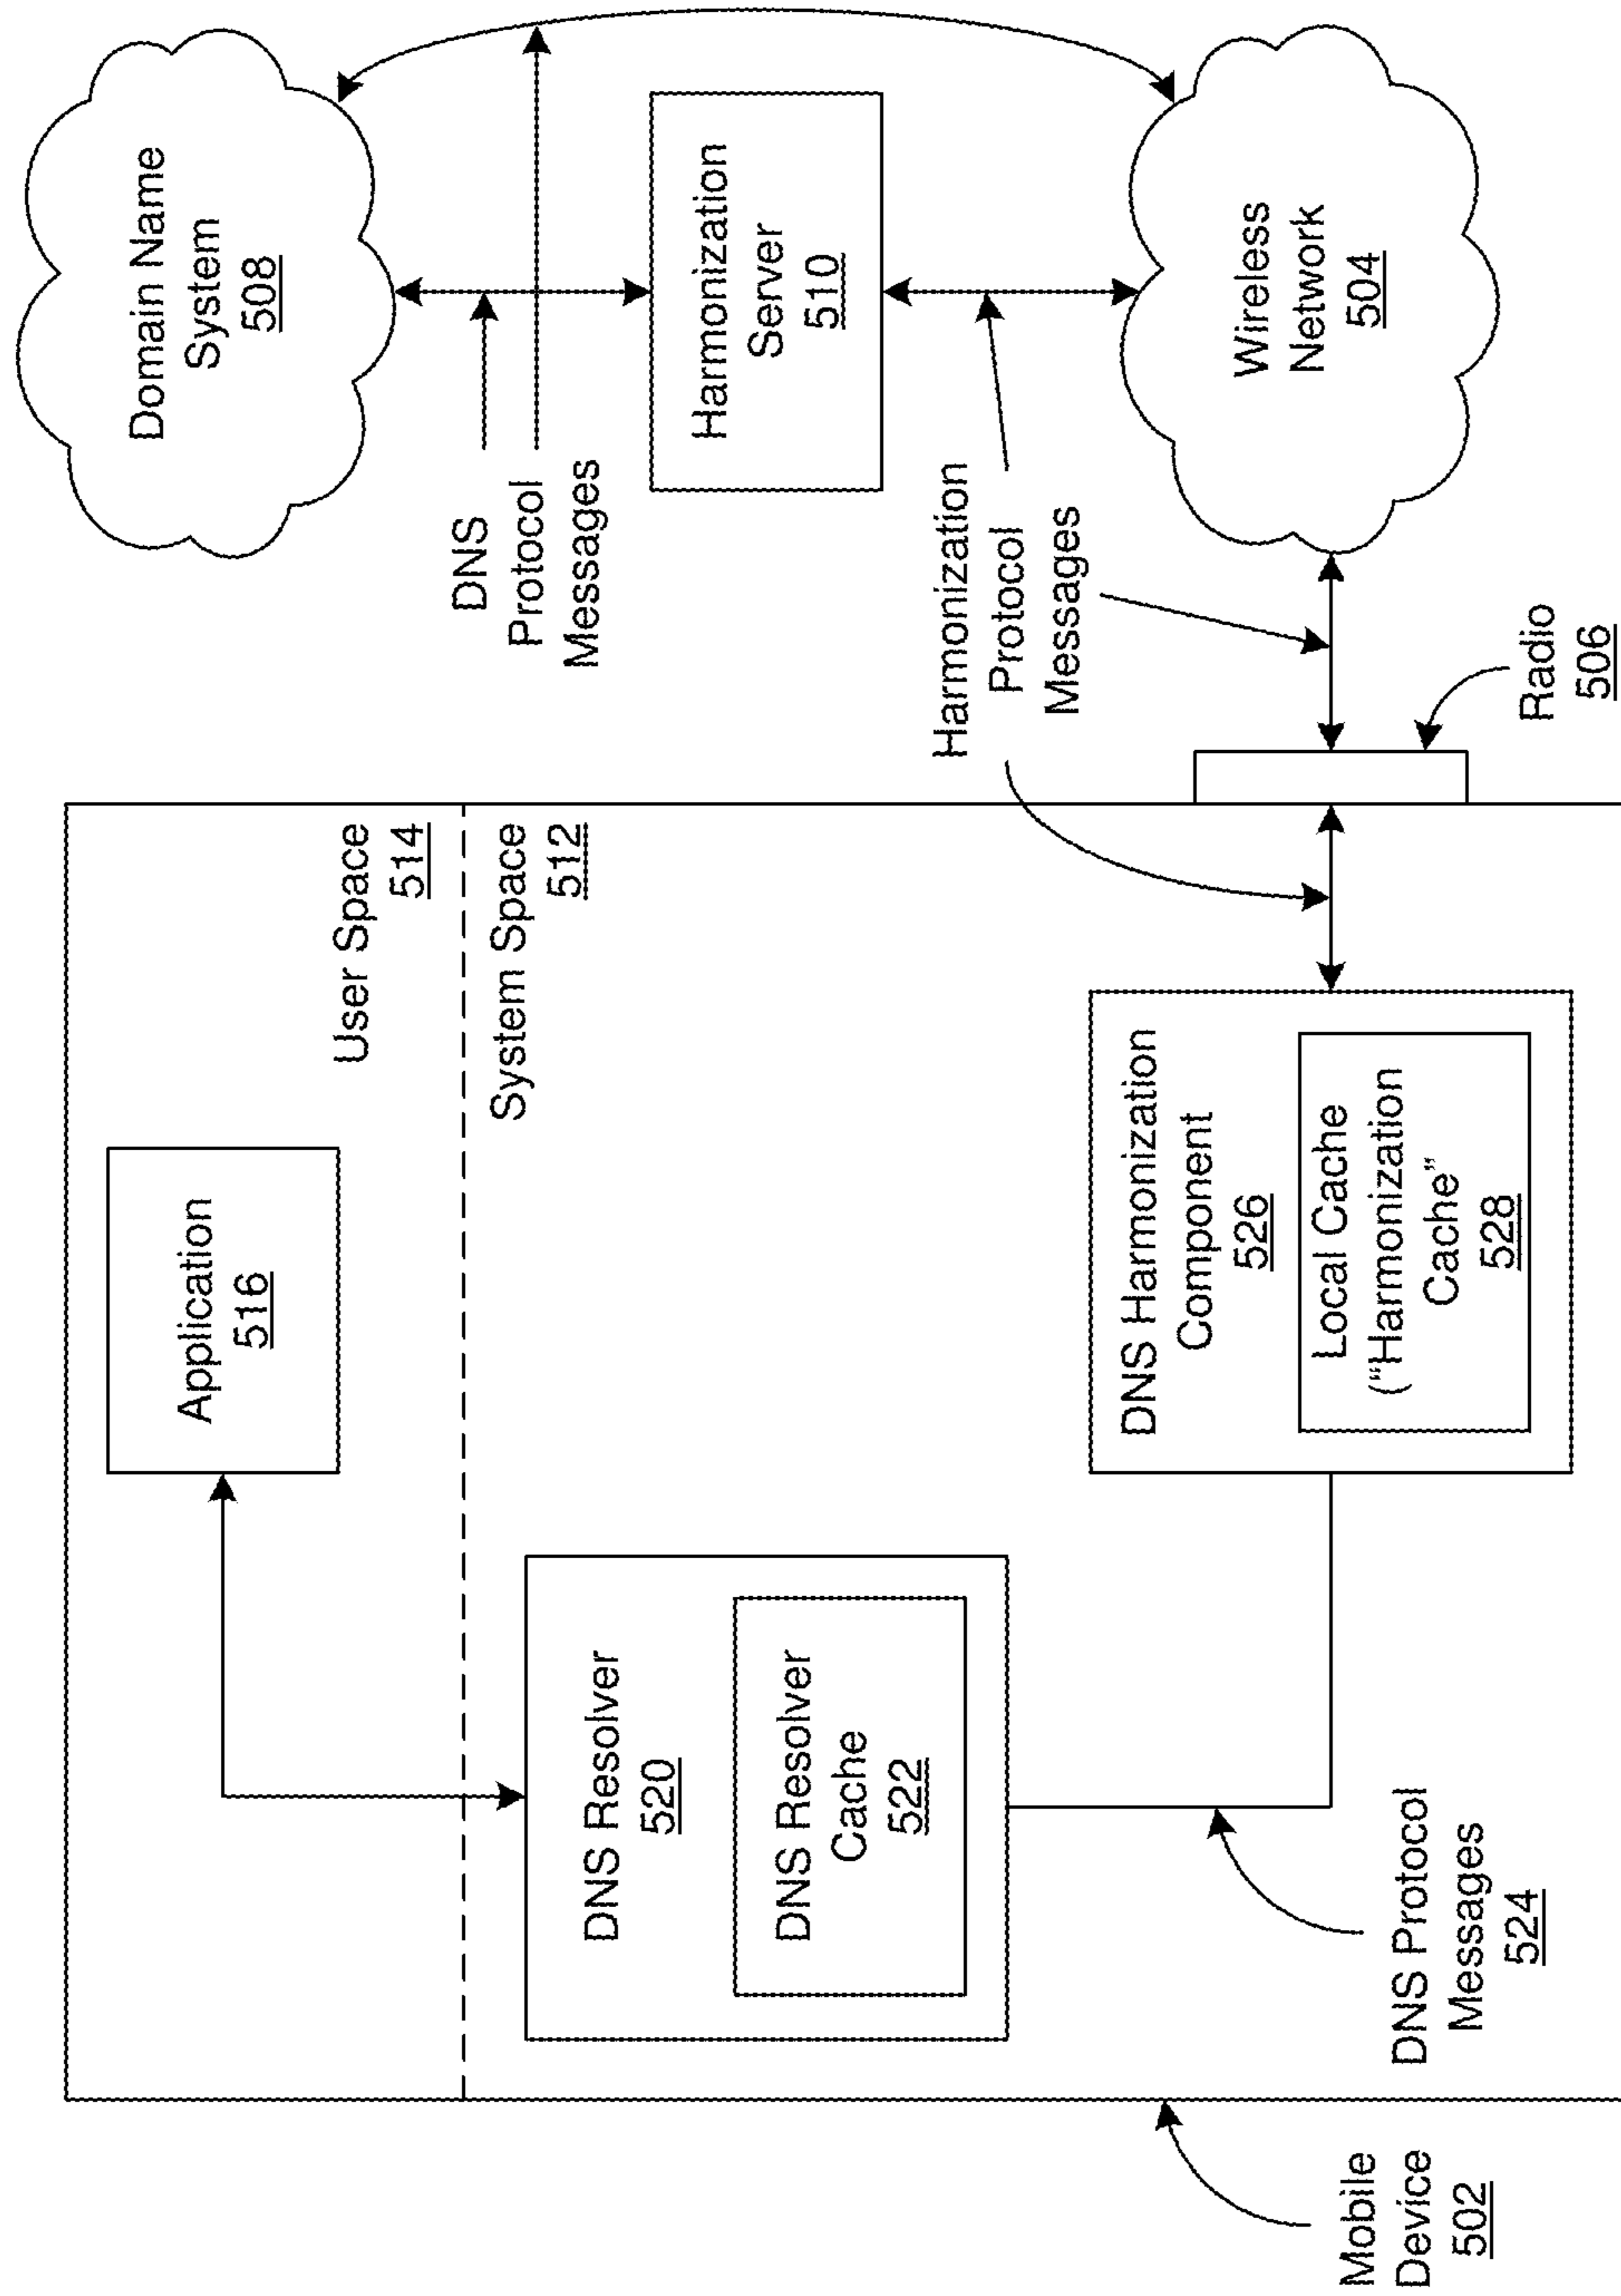 Mobile
Device
502
User Space
514
System Space
512
Application
516
DNS Resolver
520
DNS Resolver
Cache
522
DNS Protocol
Messages
524
DNS Harmonization
Component
526
Local Cache
(“Harmonization
Cache”
528
Radio
506
Harmonization
Protocol
Messages
DNS
Protocol
Messages
Domain Name
System
508
Harmonization
Server
510
Wireless
Network
504